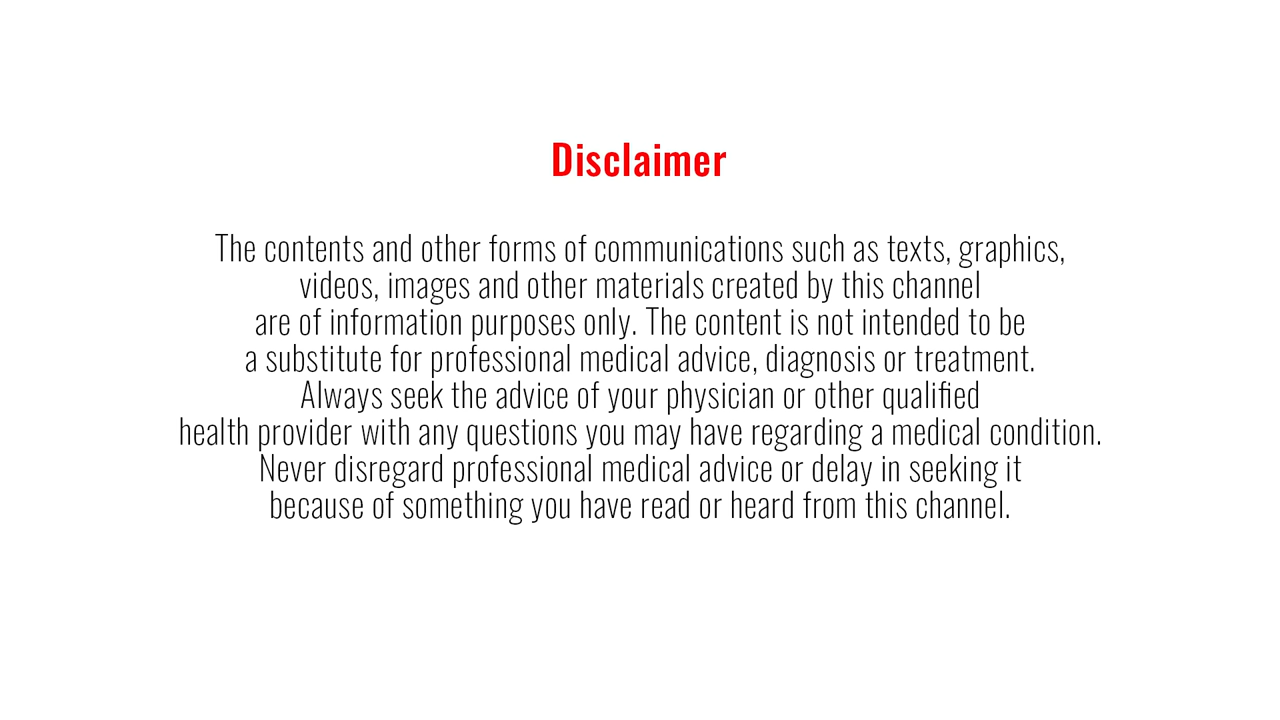 Disclaimer
The contents and other forms of communications such as texts, graphics,
videos, images and other materials created by this channel
are of information purposes only. The content is not intended to be
a substitute for professional medical advice, diagnosis or treatment.
Always seek the advice of your physician or other qualified
health provider with any questions you may have regarding a medical condition.
Never disregard professional medical advice or delay in seeking it
because of something you have read or heard from this channel.